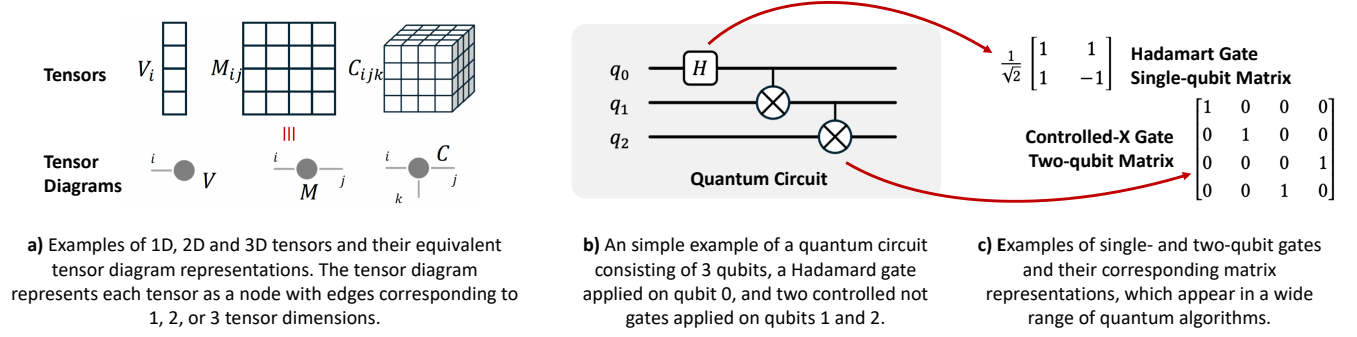 Tensors
V_i
M_ij
C_ijk
Tensor
Diagrams
i
V
i
M
j
i
C
j
k
a) Examples of 1D, 2D and 3D tensors and their equivalent
tensor diagram representations. The tensor diagram
represents each tensor as a node with edges corresponding to
1, 2, or 3 tensor dimensions.
q_0
H
q_1
q_2
Quantum Circuit
b) An simple example of a quantum circuit
consisting of 3 qubits, a Hadamard gate
applied on qubit 0, and two controlled not
gates applied on qubits 1 and 2.
1/√2 [1 1
1 −1]
Hadamart Gate
Single-qubit Matrix
Controlled-X Gate
Two-qubit Matrix
[1 0 0 0
0 1 0 0
0 0 0 1
0 0 1 0]
c) Examples of single- and two-qubit gates
and their corresponding matrix
representations, which appear in a wide
range of quantum algorithms.